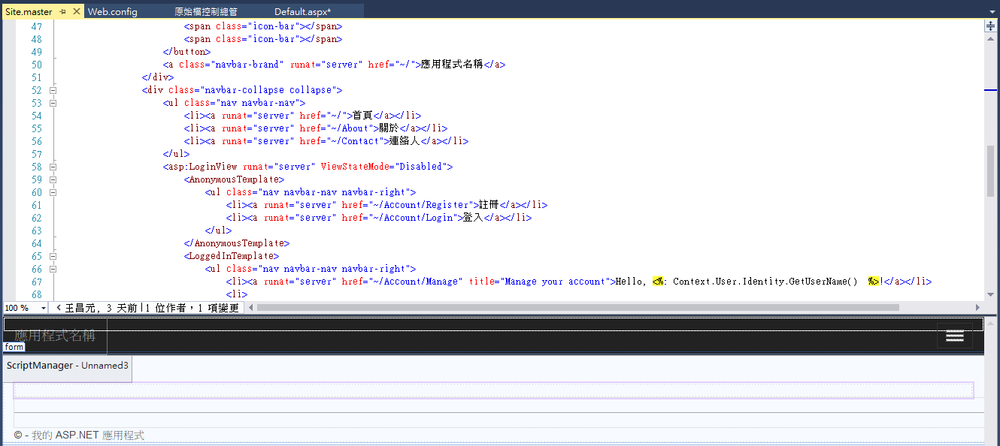 Site.master Web.config 原始檔控制總管 Default.aspx*
47 <span class="icon-bar"></span>
48 <span class="icon-bar"></span>
49 </button>
50 <a class="navbar-brand" runat="server" href="~/">應用程式名稱</a>
51 </div>
52 <div class="navbar-collapse collapse">
53 <ul class="nav navbar-nav">
54 <li><a runat="server" href="~/">首頁</a></li>
55 <li><a runat="server" href="~/About">關於</a></li>
56 <li><a runat="server" href="~/Contact">連絡人</a></li>
57 </ul>
58 <asp:LoginView runat="server" ViewStateMode="Disabled">
59 <AnonymousTemplate>
60 <ul class="nav navbar-nav navbar-right">
61 <li><a runat="server" href="~/Account/Register">註冊</a></li>
62 <li><a runat="server" href="~/Account/Login">登入</a></li>
63 </ul>
64 </AnonymousTemplate>
65 <LoggedInTemplate>
66 <ul class="nav navbar-nav navbar-right">
67 <li><a runat="server" href="~/Account/Manage" title="Manage your account">Hello, <%: Context.User.Identity.GetUserName() %>!</a></li>
68 <li>
100 % 王昌元, 3 天前 | 1 位作者，1 項變更
應用程式名稱
form
ScriptManager - Unnamed3
© - 我的 ASP.NET 應用程式